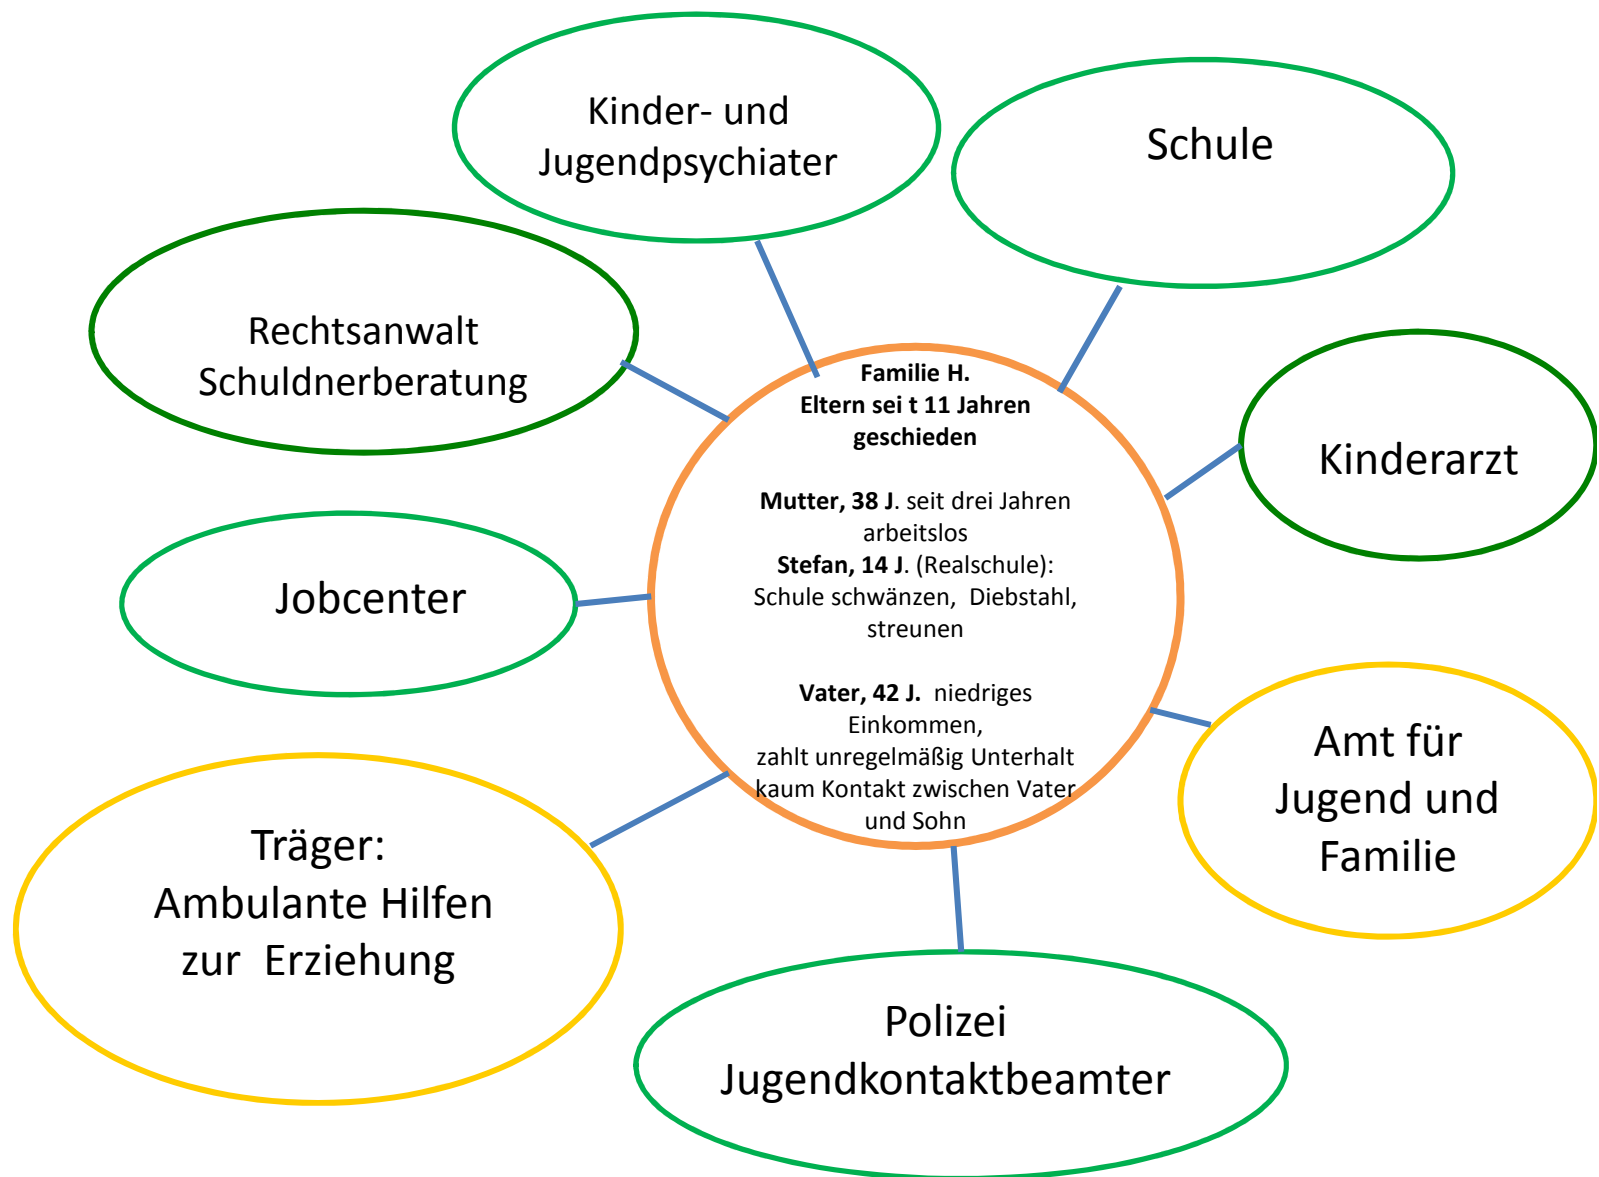 Kinder- und
Jugendpsychiater
Schule
Rechtsanwalt
Schuldnerberatung
Familie H.
Eltern sei t 11 Jahren
geschieden
Mutter, 38 J. seit drei Jahren
arbeitslos
Stefan, 14 J. (Realschule):
Schule schwänzen, Diebstahl,
streunen
Vater, 42 J. niedriges
Einkommen,
zahlt unregelmäßig Unterhalt
kaum Kontakt zwischen Vater
und Sohn
Kinderarzt
Jobcenter
Amt für
Jugend und
Familie
Träger:
Ambulante Hilfen
zur Erziehung
Polizei
Jugendkontaktbeamter